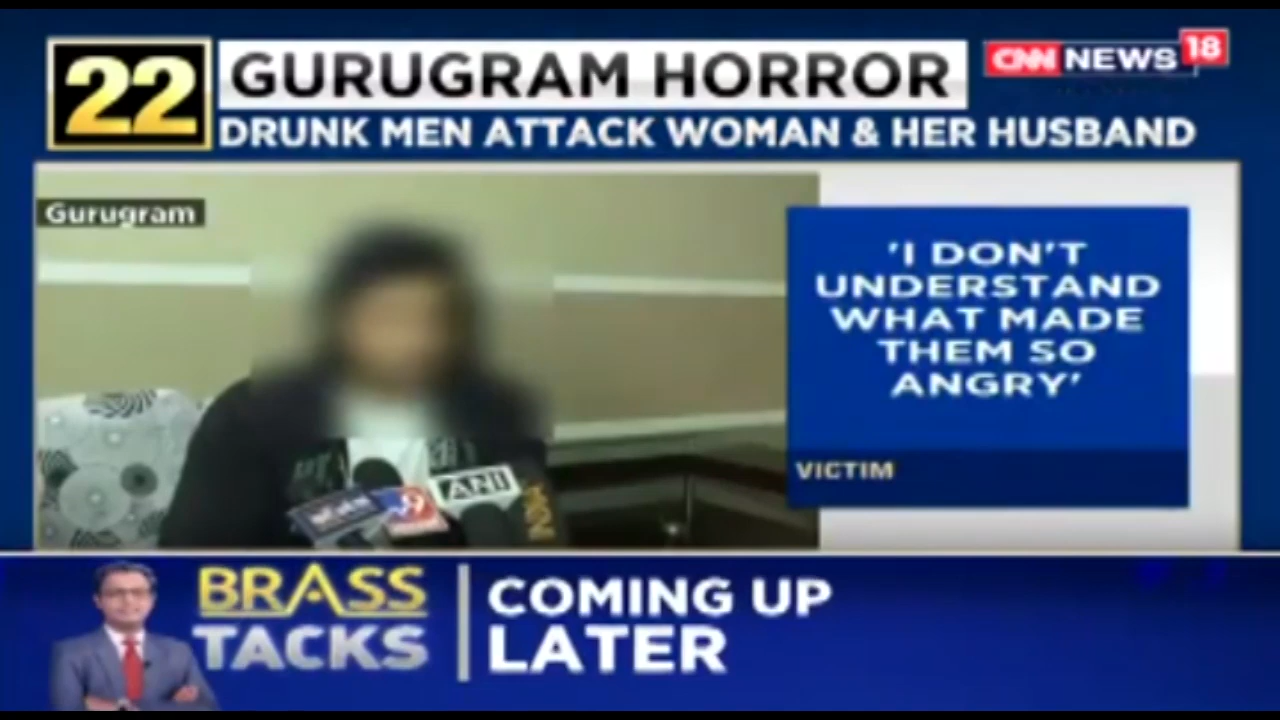 22
GURUGRAM HORROR
CNN NEWS 18
DRUNK MEN ATTACK WOMAN & HER HUSBAND
Gurugram
'I DON'T
UNDERSTAND
WHAT MADE
THEM SO
ANGRY'
VICTIM
ANI
BRASS
TACKS
COMING UP
LATER